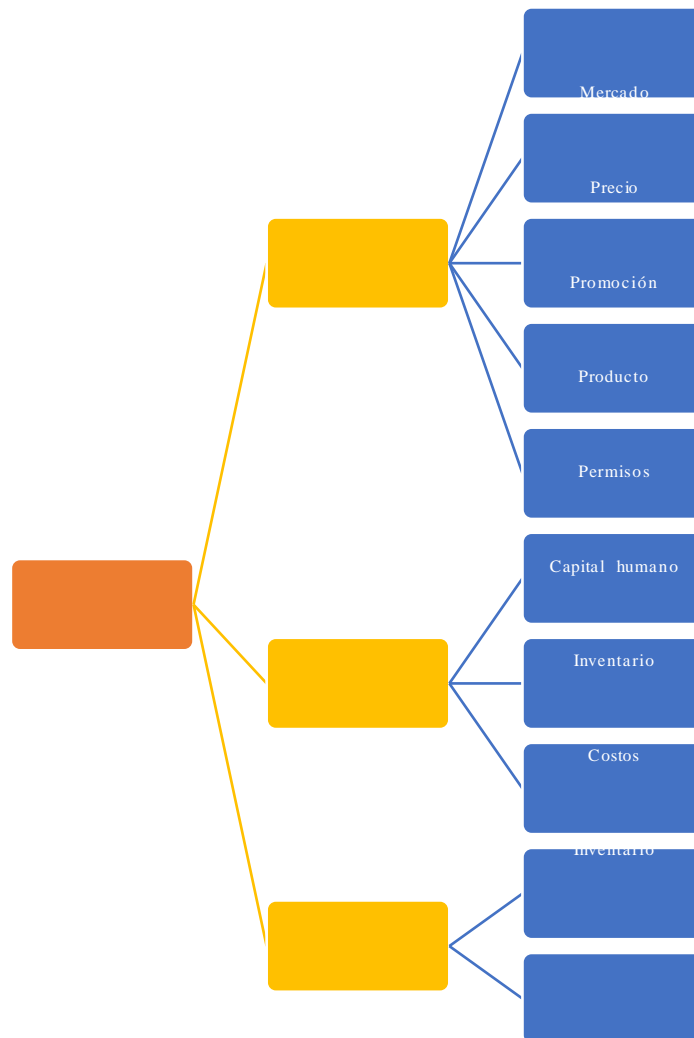 Mercado
Precio
Promoción
Producto
Permisos
Capital humano
Inventario
Costos
Inventario